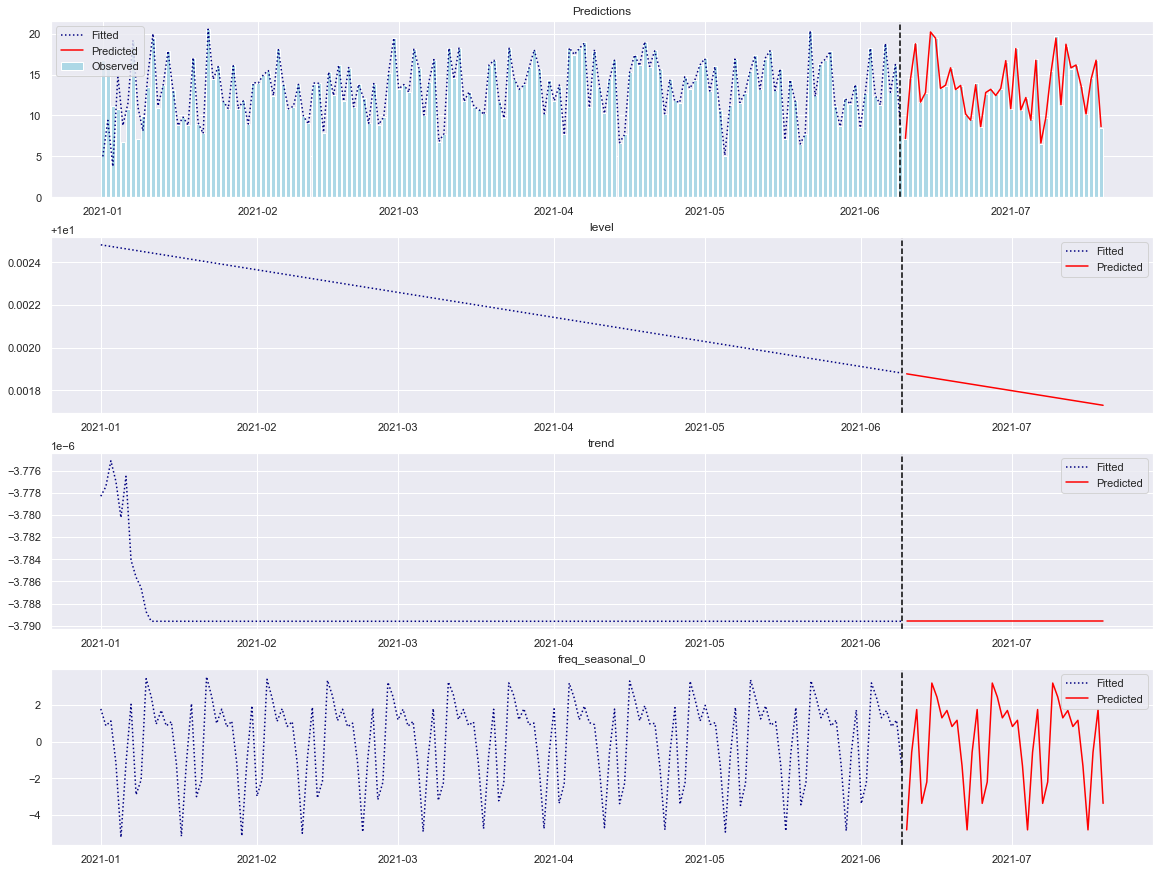 Predictions
20
15
10
5
0
Fitted
Predicted
Observed
2021-01 2021-02 2021-03 2021-04 2021-05 2021-06 2021-07
+1e1
level
0.0024
0.0022
0.0020
0.0018
Fitted
Predicted
2021-01 2021-02 2021-03 2021-04 2021-05 2021-06 2021-07
1e−6
trend
−3.776
−3.778
−3.780
−3.782
−3.784
−3.786
−3.788
−3.790
Fitted
Predicted
2021-01 2021-02 2021-03 2021-04 2021-05 2021-06 2021-07
freq_seasonal_0
2
0
−2
−4
Fitted
Predicted
2021-01 2021-02 2021-03 2021-04 2021-05 2021-06 2021-07